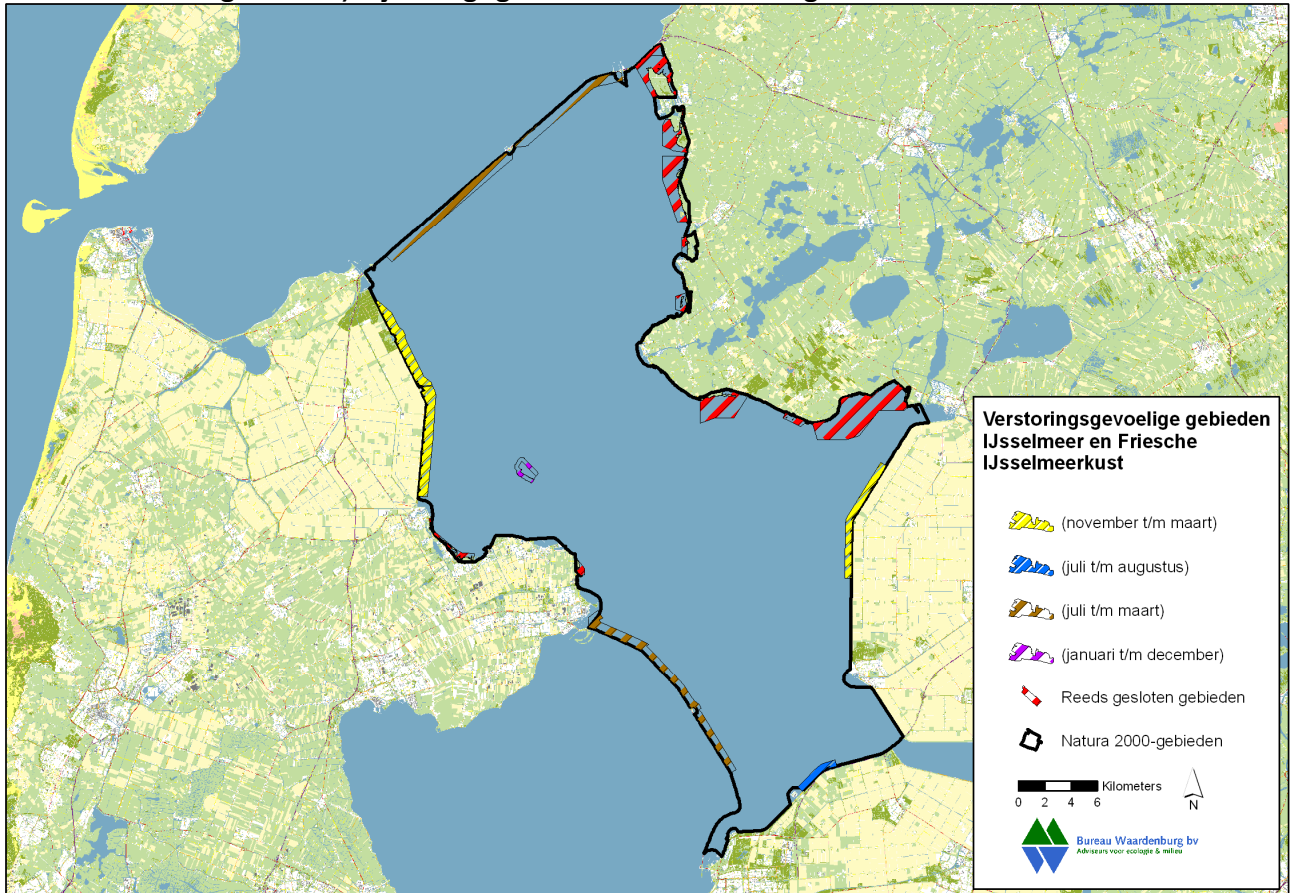 Verstoringsgevoelige gebieden
IJsselmeer en Friesche
IJsselmeerkust
(november t/m maart)
(juli t/m augustus)
(juli t/m maart)
(januari t/m december)
Reeds gesloten gebieden
Natura 2000-gebieden
Kilometers
0 2 4 6
N
Bureau Waardenburg bv
Adviseurs voor ecologie & milieu